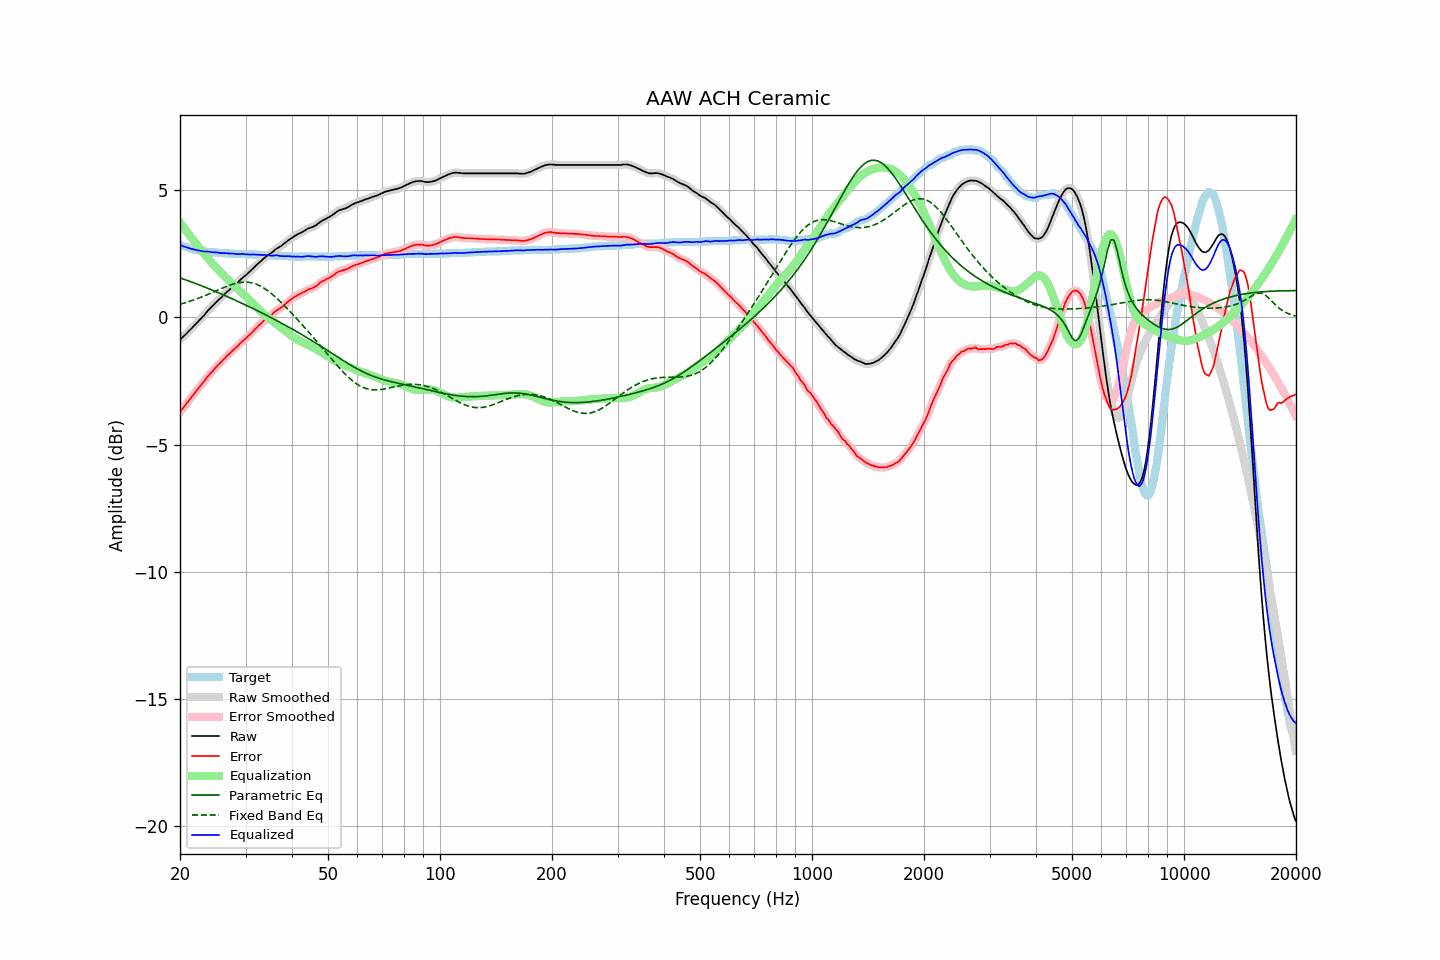 AAW ACH Ceramic
Amplitude (dBr)
5
0
−5
−10
−15
−20
Target
Raw Smoothed
Error Smoothed
Raw
Error
Equalization
Parametric Eq
Fixed Band Eq
Equalized
20 50 100 200 500 1000 2000 5000 10000 20000
Frequency (Hz)